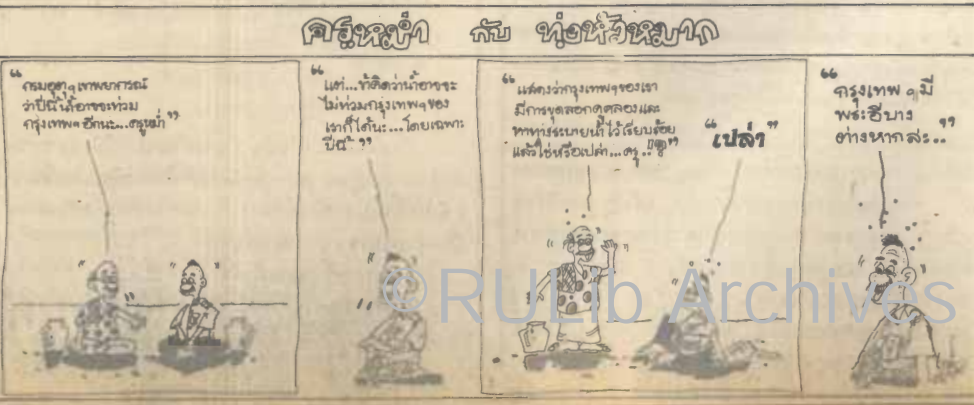 ครูหม่ำ กับ ทุ่งหัวหมาก
“กรมอุตุฯ เทพยากรณ์
ว่าปีนี้น้ำอาจจะท่วม
กรุงเทพฯ อีกนะ....ครูหม่ำ”
“แต่...ข้าคิดว่าน้ำอาจจะ
ไม่ท่วมกรุงเทพฯของ
เราก็ได้นะ....โดยเฉพาะ
ปีนี้”
“แสดงว่ากรุงเทพฯของเรา
มีการขุดลอกคูคลองและ
หาทางระบายน้ำไว้เรียบร้อย
แล้วใช่หรือเปล่า...ครู..”
“เปล่า”
“กรุงเทพฯ มี
พระอีบาง
ต่างหากล่ะ..”
©RULib Archives